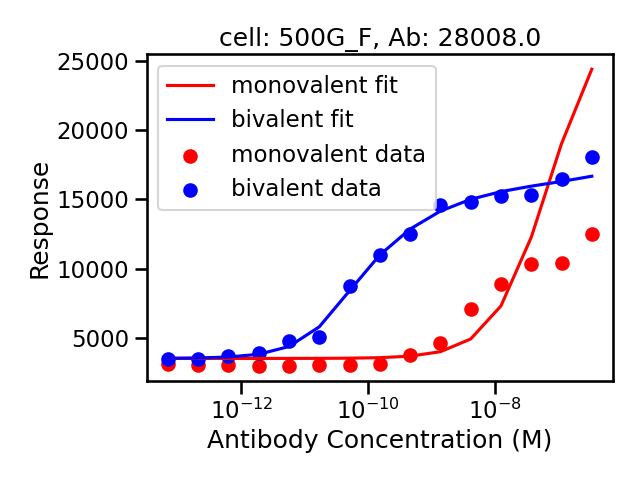 cell: 500G_F, Ab: 28008.0
25000
20000
15000
10000
5000
Response
monovalent fit
bivalent fit
monovalent data
bivalent data
10⁻¹² 10⁻¹⁰ 10⁻⁸
Antibody Concentration (M)